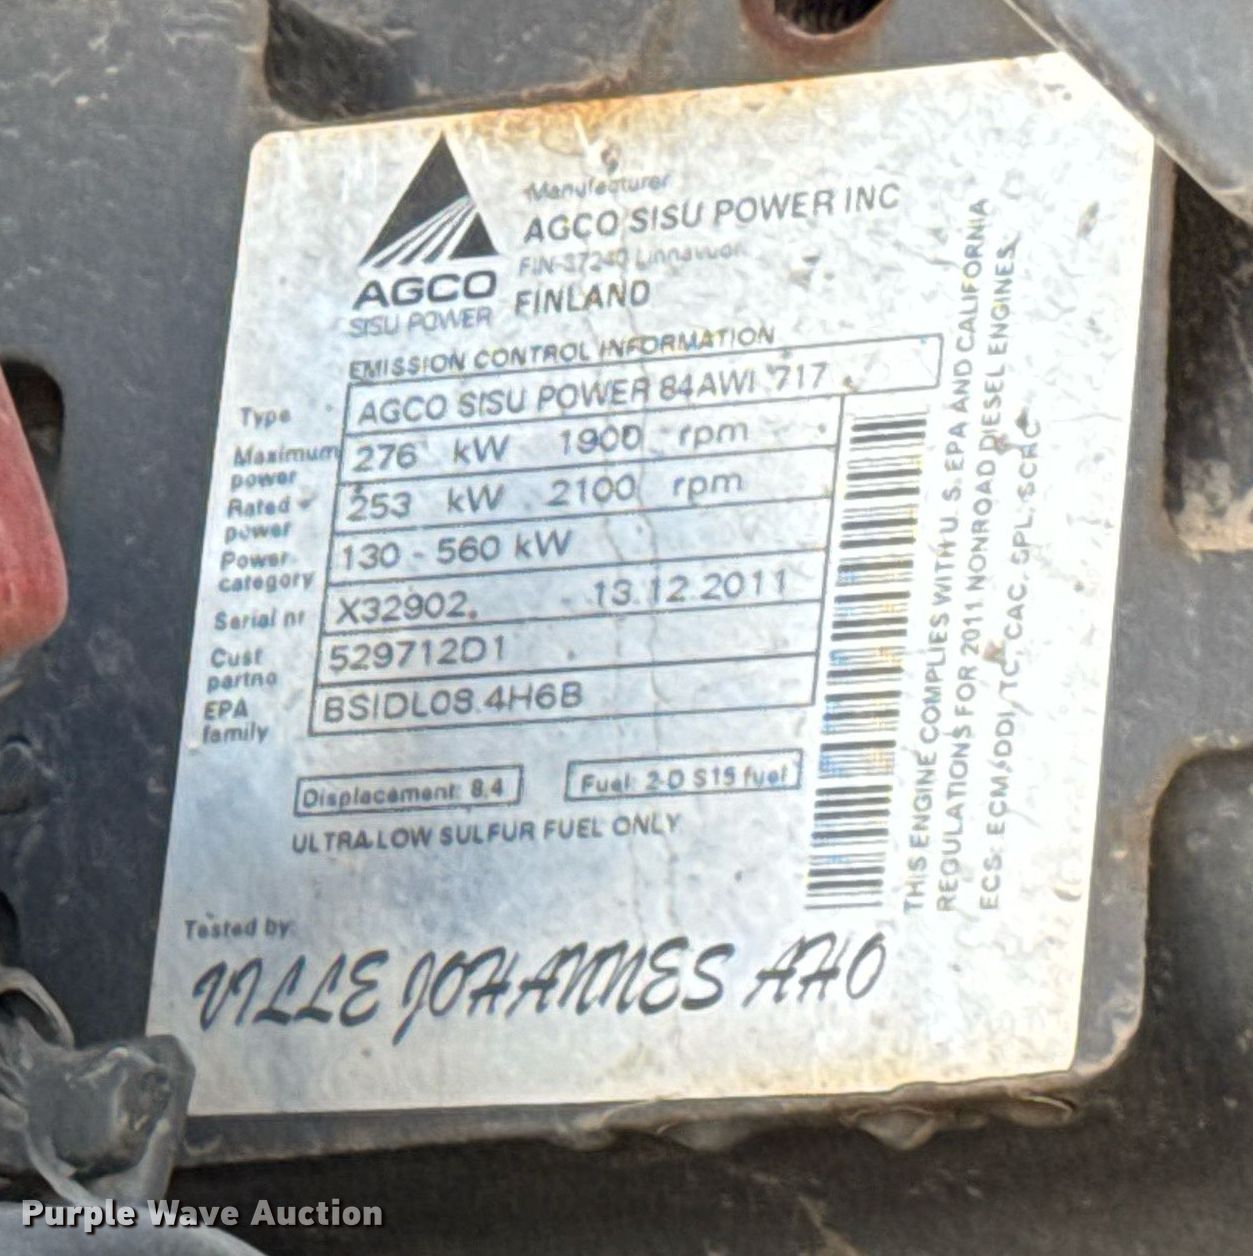 Manufacturer
AGCO SISU POWER INC
FIN-37240 Linnavuori
FINLAND
AGCO
SISU POWER
EMISSION CONTROL INFORMATION
Type AGCO SISU POWER 84AWI.717
Maximum power 276 kW 1900 rpm
Rated power 253 kW 2100 rpm
Power category 130 - 560 kW
Serial nr X32902. 13.12.2011
Cust partno 529712D1
EPA family BSIDL08.4H6B
Displacement: 8.4 Fuel: 2-D S15 fuel
ULTRA LOW SULFUR FUEL ONLY
Tested by:
VILLE JOHANNES AHO
THIS ENGINE COMPLIES WITH U.S. EPA AND CALIFORNIA
REGULATIONS FOR 2011 NONROAD DIESEL ENGINES.
ECS: ECM, DDI, TC, CAC, SPL, SCRC
Purple Wave Auction